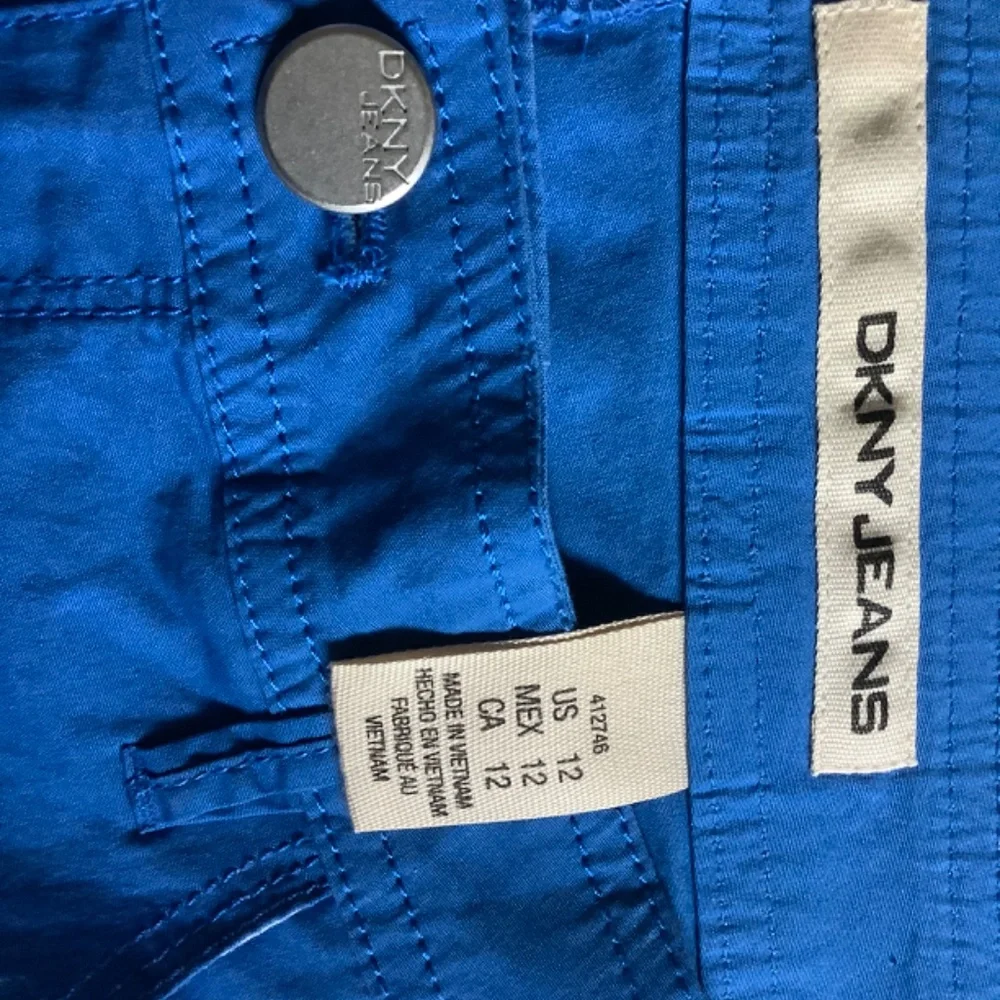 DKNY
JEANS
DKNY JEANS
412746
US 12
MEX 12
CA 12
MADE IN VIETNAM
HECHO EN VIETNAM
FABRIQUE AU
VIETNAM